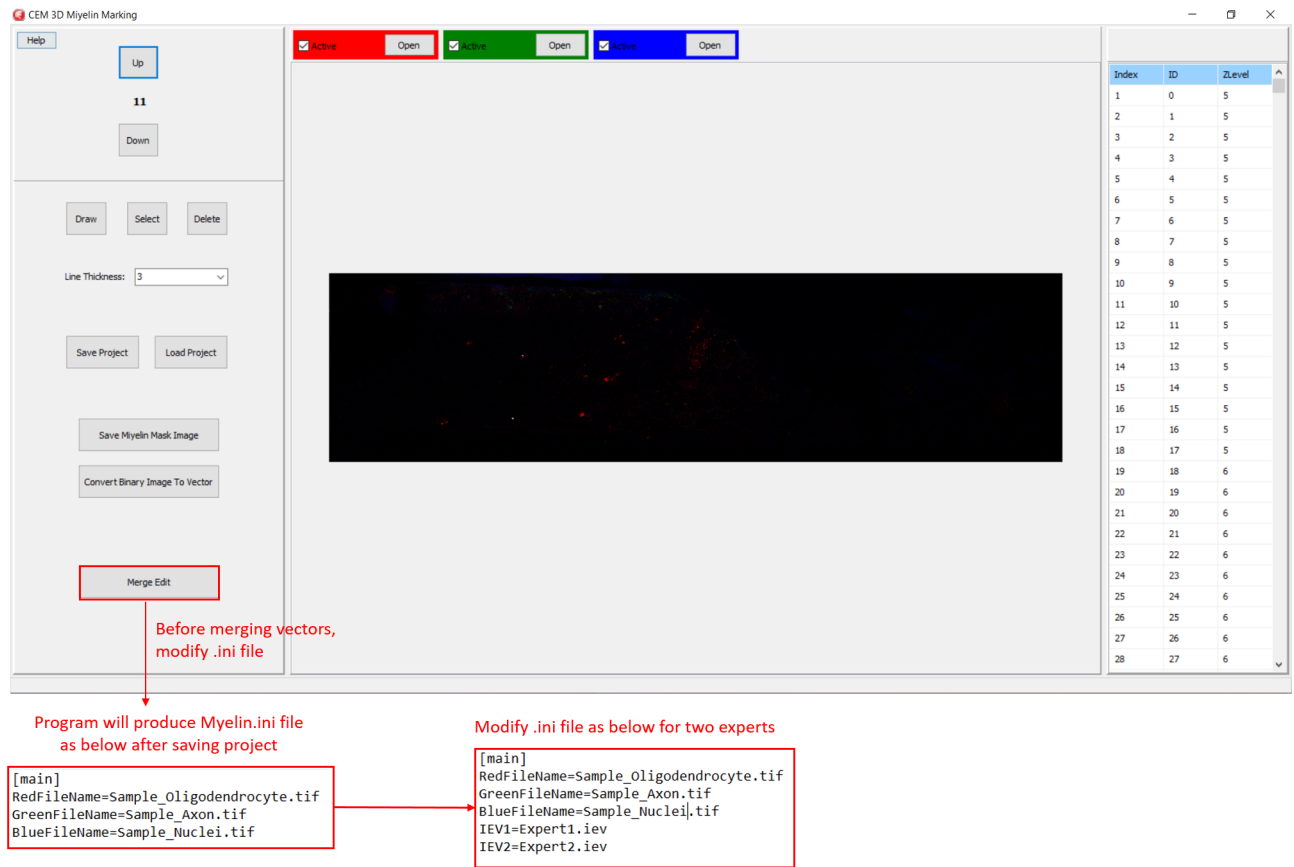 CEM 3D Miyelin Marking
Help
Up
11
Down
Draw Select Delete
Line Thickness: 3
Save Project Load Project
Save Miyelin Mask Image
Convert Binary Image To Vector
Merge Edit
Active Open Active Open Active Open
Index ID ZLevel
1 0 5
2 1 5
3 2 5
4 3 5
5 4 5
6 5 5
7 6 5
8 7 5
9 8 5
10 9 5
11 10 5
12 11 5
13 12 5
14 13 5
15 14 5
16 15 5
17 16 5
18 17 5
19 18 6
20 19 6
21 20 6
22 21 6
23 22 6
24 23 6
25 24 6
26 25 6
27 26 6
28 27 6
Before merging vectors,
modify .ini file
Program will produce Myelin.ini file
as below after saving project
[main]
RedFileName=Sample_Oligodendrocyte.tif
GreenFileName=Sample_Axon.tif
BlueFileName=Sample_Nuclei.tif
Modify .ini file as below for two experts
[main]
RedFileName=Sample_Oligodendrocyte.tif
GreenFileName=Sample_Axon.tif
BlueFileName=Sample_Nuclei.tif
IEV1=Expert1.iev
IEV2=Expert2.iev